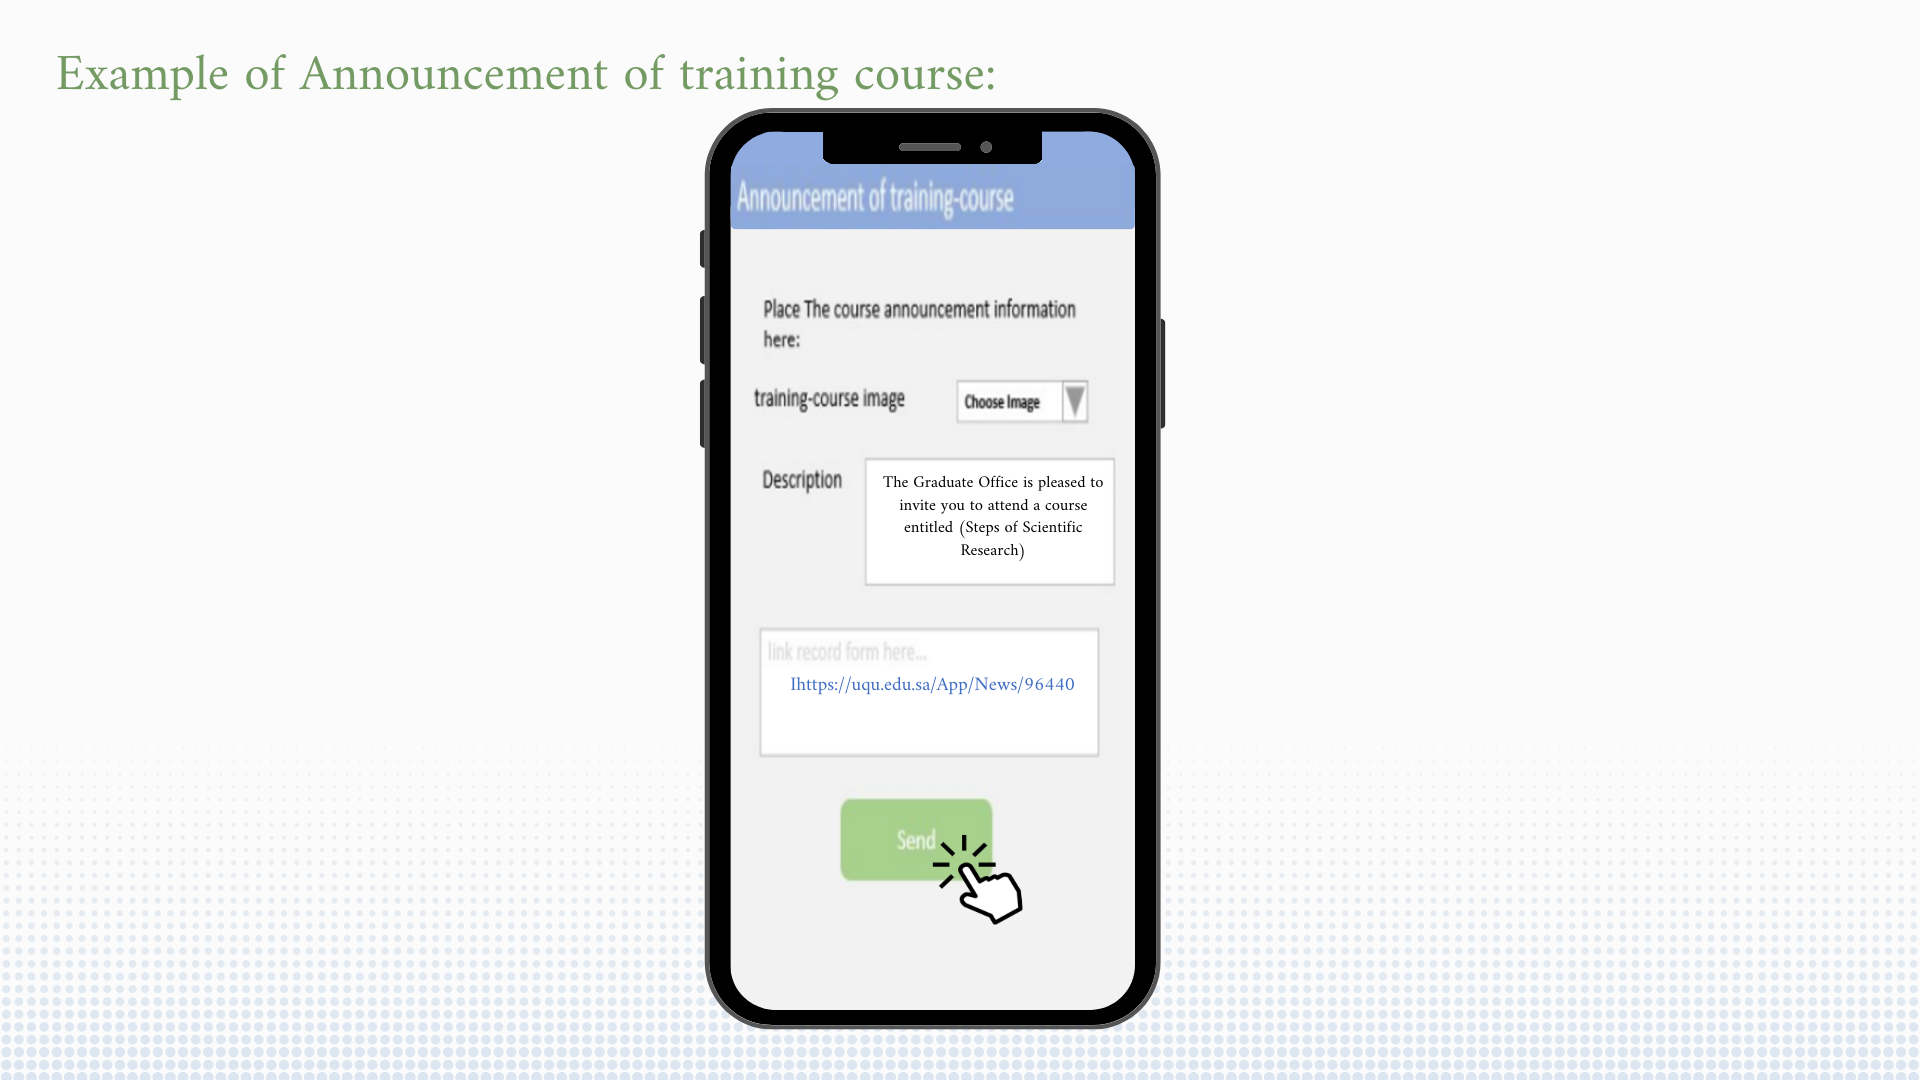 Example of Announcement of training course:
Announcement of training-course
Place The course announcement information
here:
training-course image
Choose Image
Description
The Graduate Office is pleased to
invite you to attend a course
entitled (Steps of Scientific
Research)
link record form here...
Ihttps://uqu.edu.sa/App/News/96440
Send